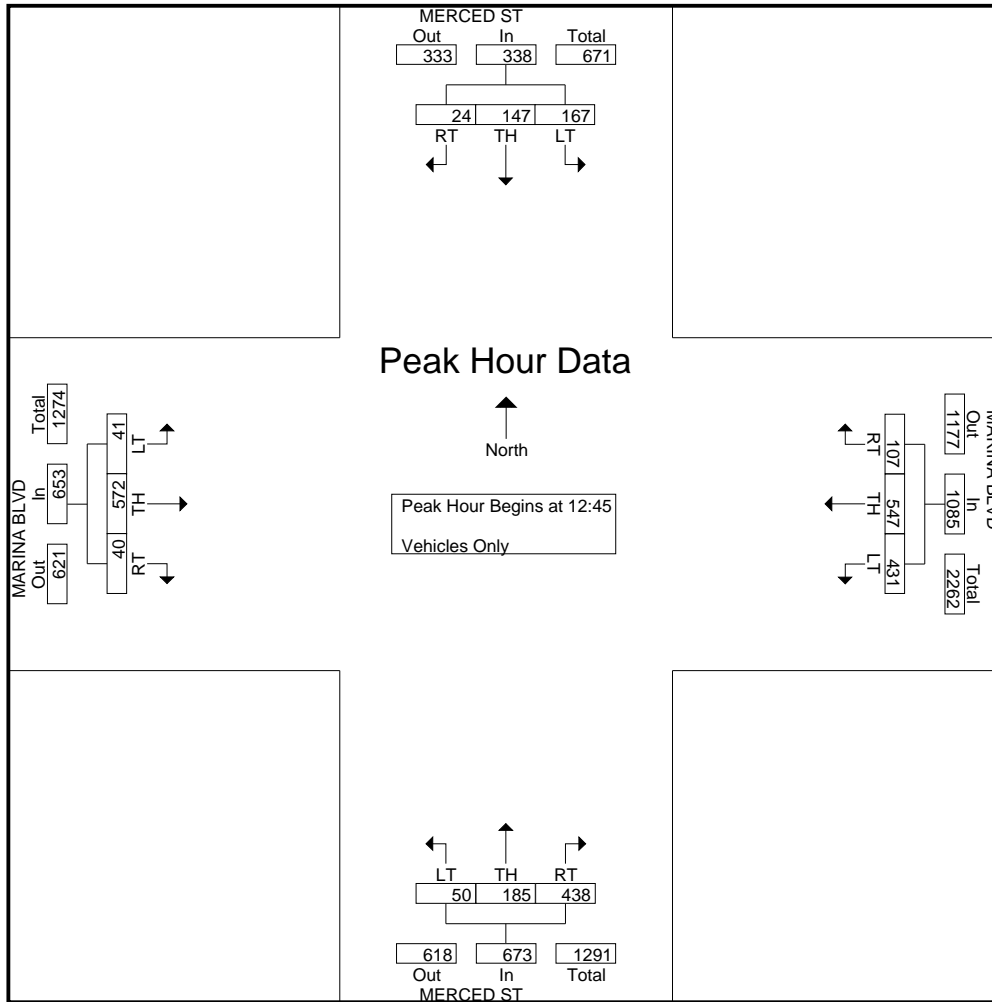 MERCED ST
Out In Total
333 338 671
24 147 167
RT TH LT
Peak Hour Data
North
Peak Hour Begins at 12:45
Vehicles Only
MARINA BLVD
Out In Total
621 653 1274
40 572 41
RT TH LT
MARINA BLVD
Out In Total
1177 1085 2262
107 547 431
RT TH LT
LT TH RT
50 185 438
618 673 1291
Out In Total
MERCED ST